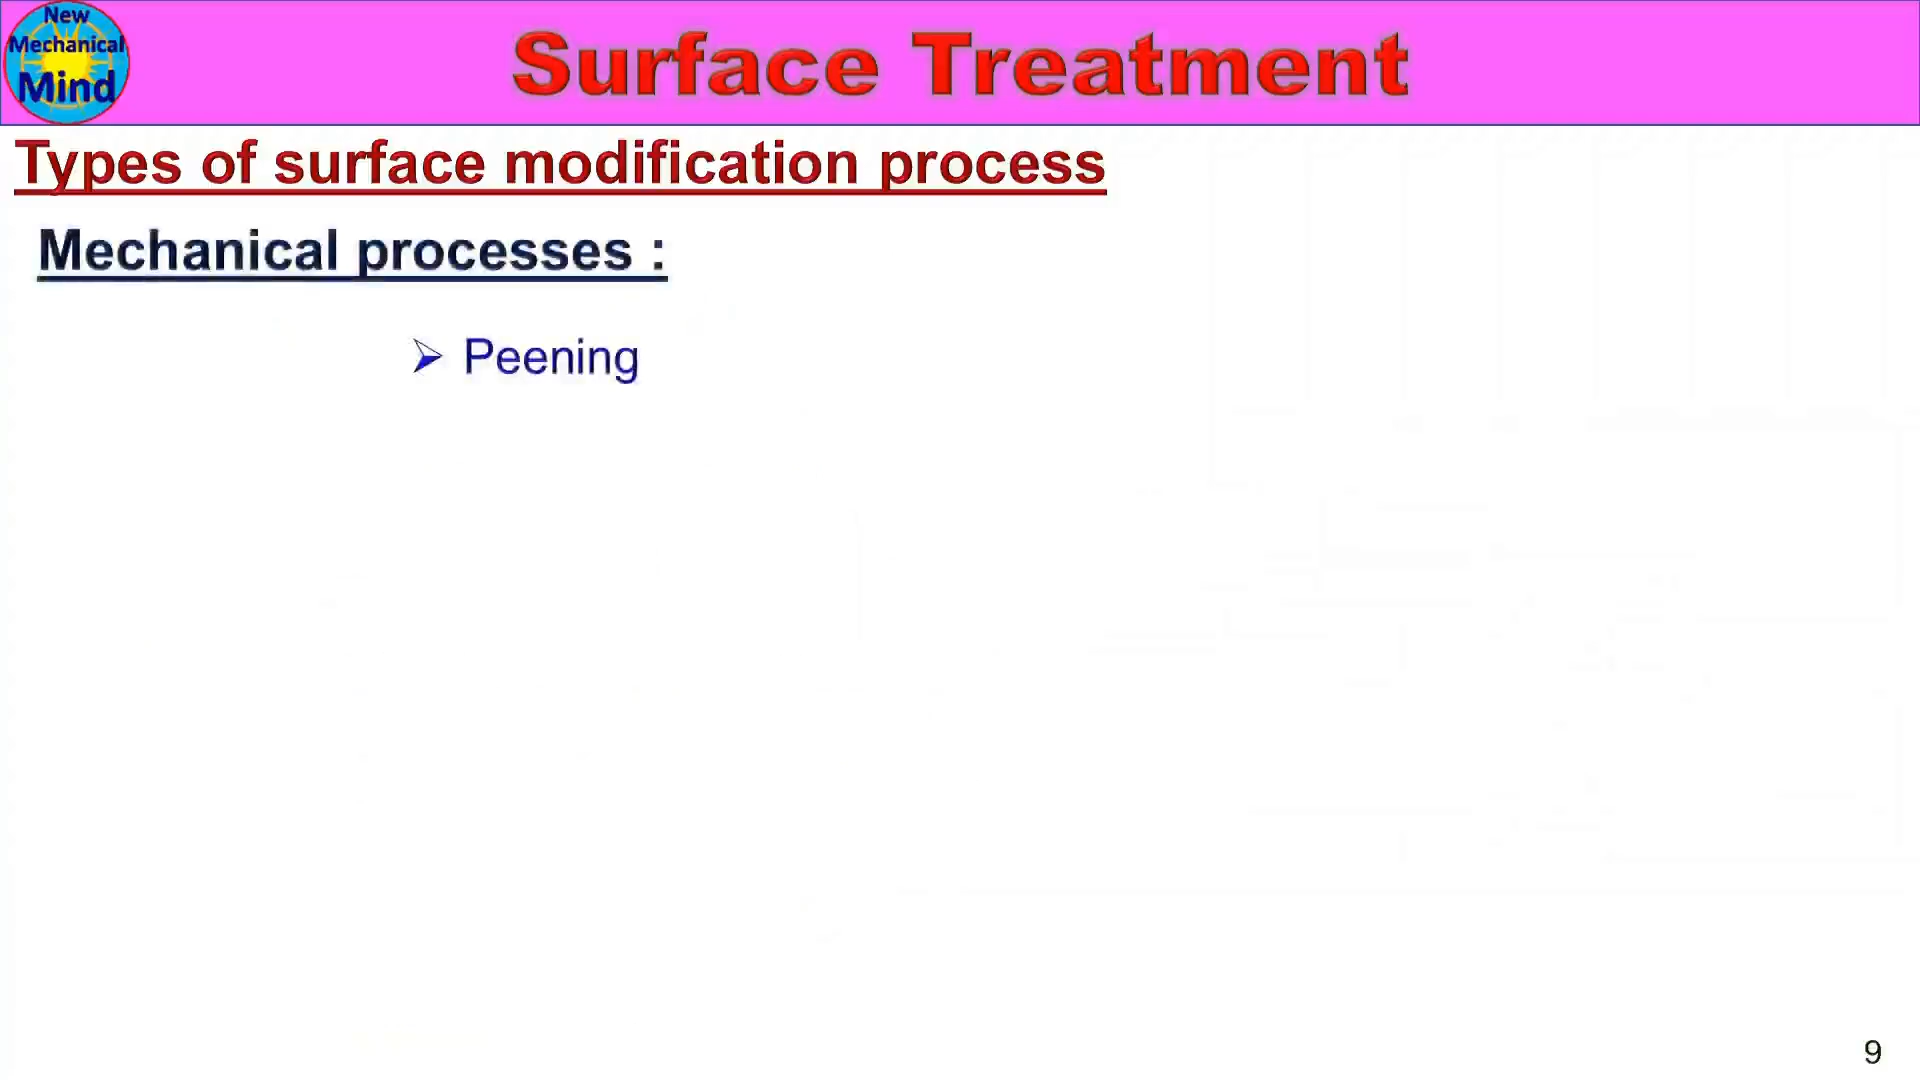 New
Mechanical
Mind
Surface Treatment
Types of surface modification process
Mechanical processes :
➢ Peening
9